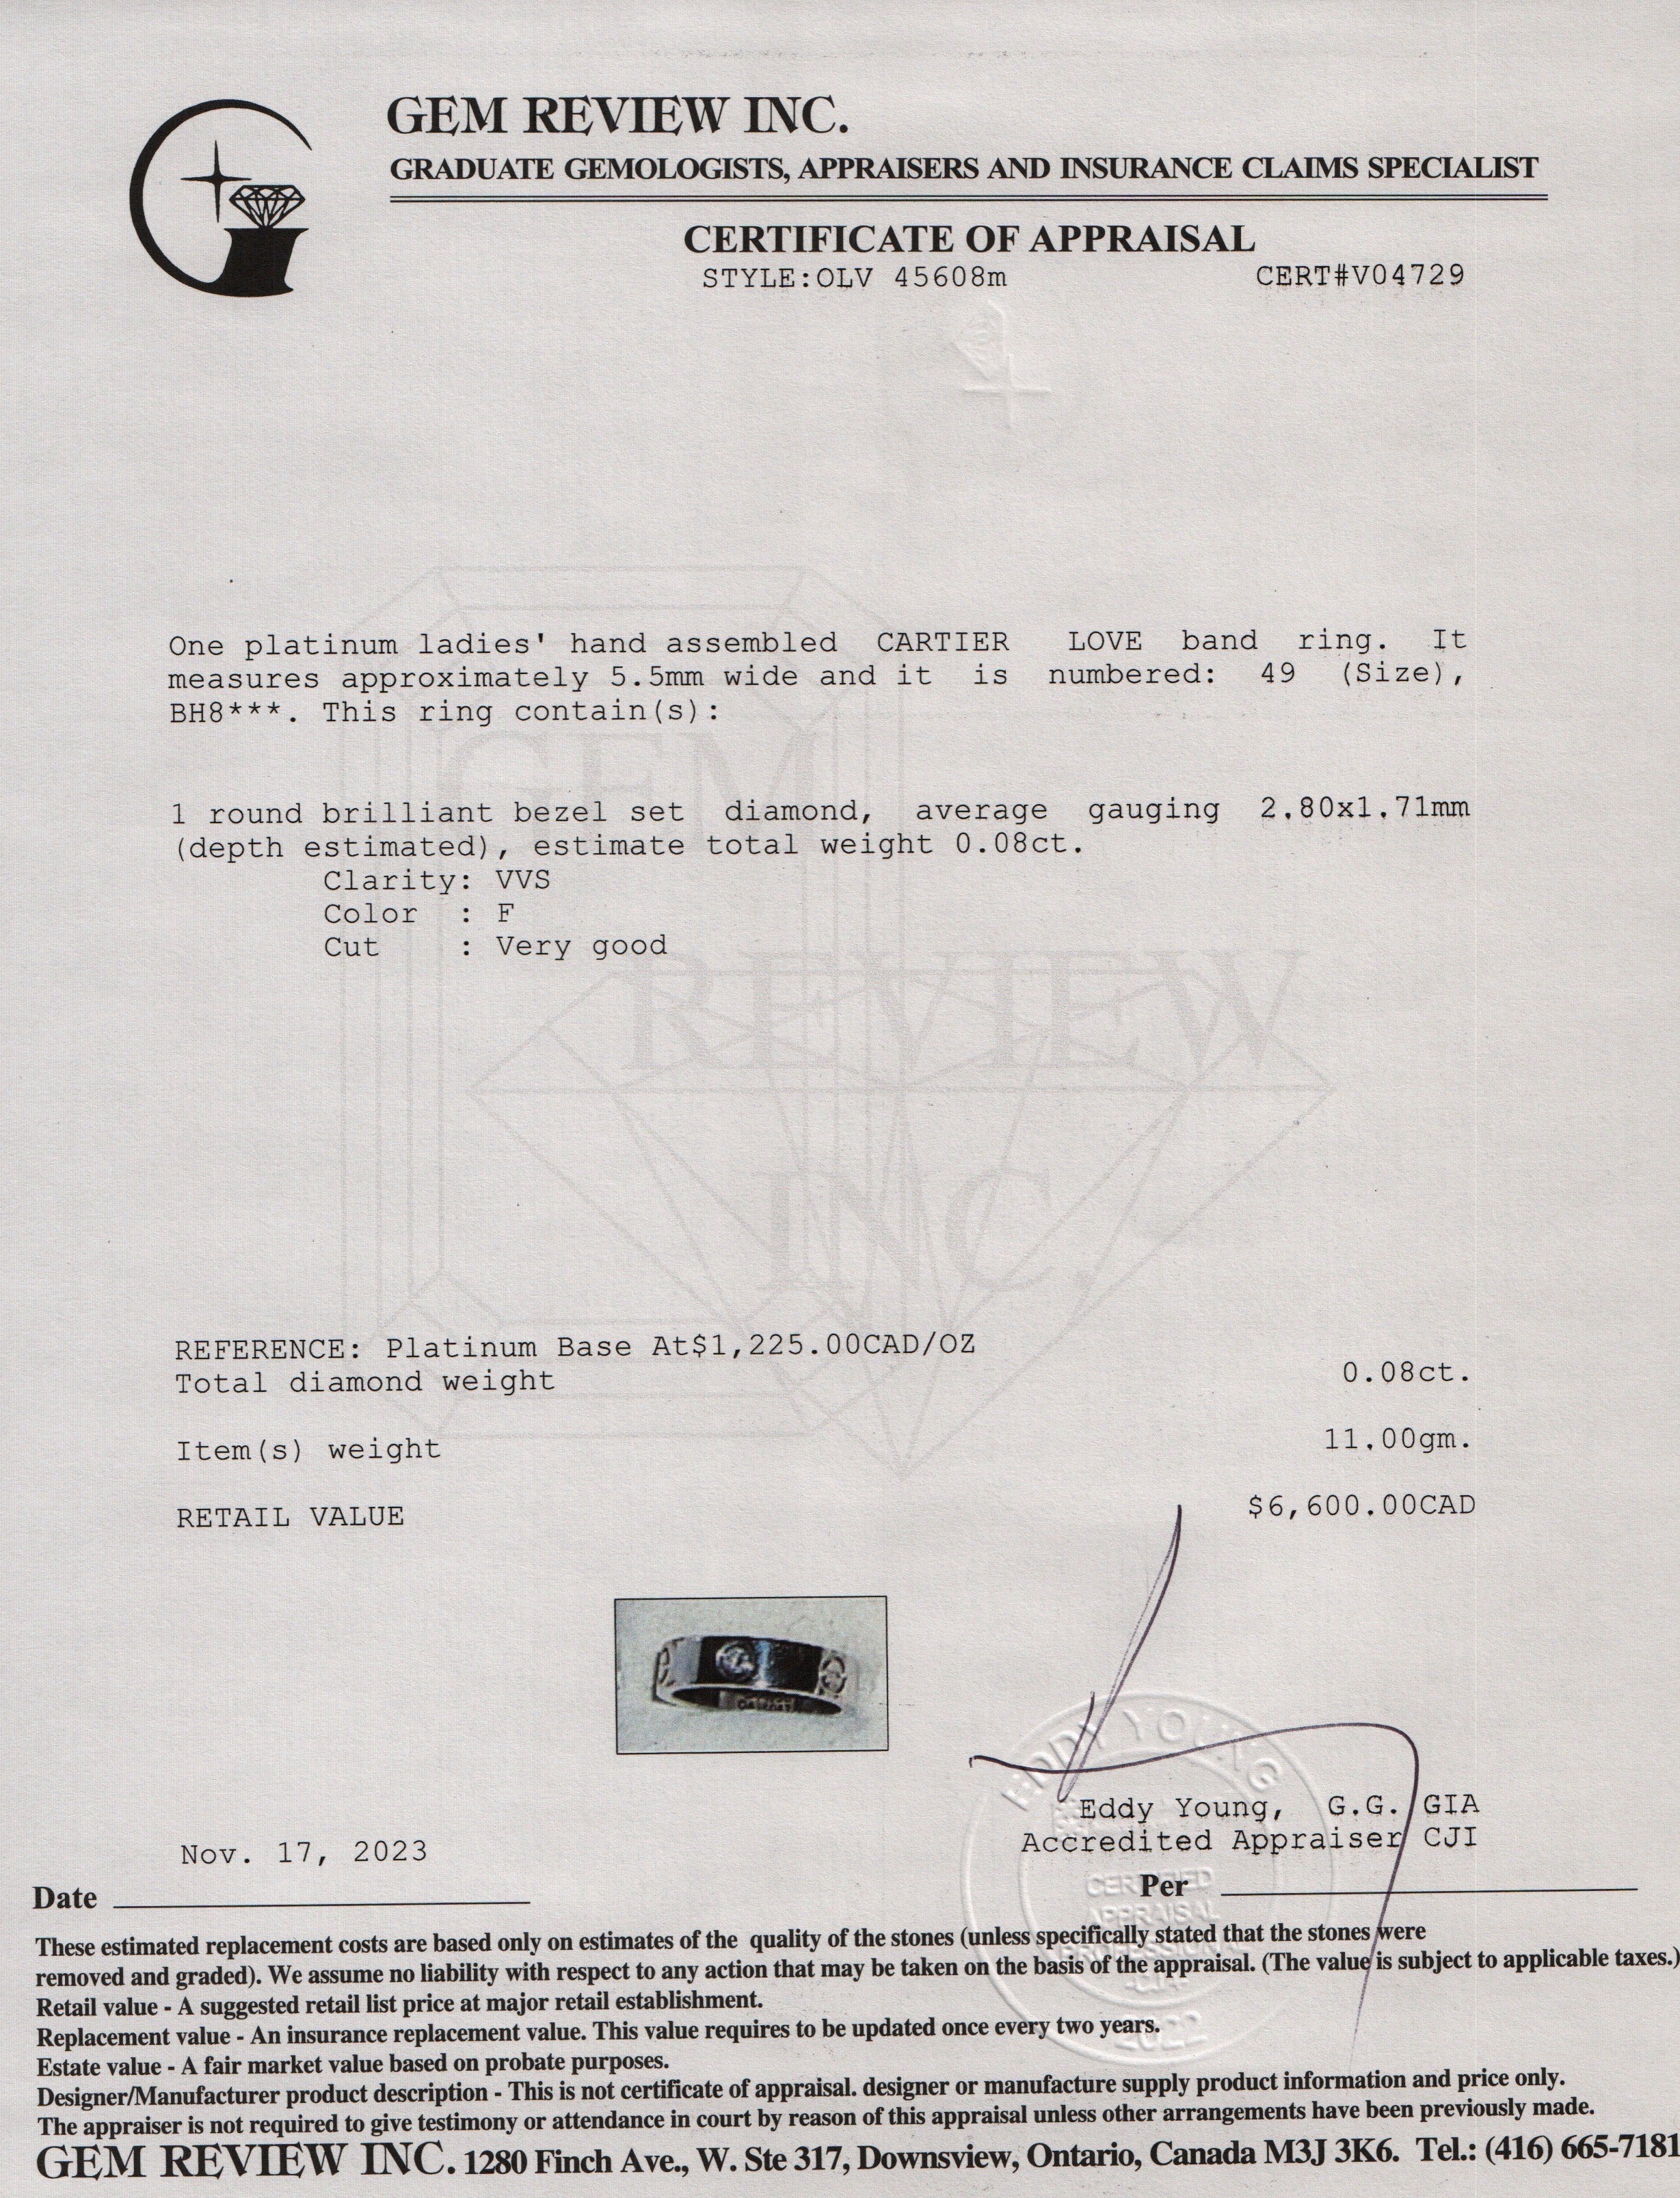 GEM REVIEW INC.
GRADUATE GEMOLOGISTS, APPRAISERS AND INSURANCE CLAIMS SPECIALIST
CERTIFICATE OF APPRAISAL
STYLE:OLV 45608m CERT#V04729
One platinum ladies' hand assembled CARTIER LOVE band ring. It
measures approximately 5.5mm wide and it is numbered: 49 (Size),
BH8***. This ring contain(s):
1 round brilliant bezel set diamond, average gauging 2.80x1.71mm
(depth estimated), estimate total weight 0.08ct.
Clarity: VVS
Color : F
Cut : Very good
GEM
REVIEW
INC.
REFERENCE: Platinum Base At$1,225.00CAD/OZ
Total diamond weight 0.08ct.
Item(s) weight 11.00gm.
RETAIL VALUE $6,600.00CAD
EDDY YOUNG
Eddy Young, G.G. GIA
Accredited Appraiser CJI
Nov. 17, 2023
CERTIFIED
APPRAISAL
PROFESSIONAL
2022
Date
Per
These estimated replacement costs are based only on estimates of the quality of the stones (unless specifically stated that the stones were
removed and graded). We assume no liability with respect to any action that may be taken on the basis of the appraisal. (The value is subject to applicable taxes.)
Retail value - A suggested retail list price at major retail establishment.
Replacement value - An insurance replacement value. This value requires to be updated once every two years.
Estate value - A fair market value based on probate purposes.
Designer/Manufacturer product description - This is not certificate of appraisal. designer or manufacture supply product information and price only.
The appraiser is not required to give testimony or attendance in court by reason of this appraisal unless other arrangements have been previously made.
GEM REVIEW INC. 1280 Finch Ave., W. Ste 317, Downsview, Ontario, Canada M3J 3K6. Tel.: (416) 665-7181